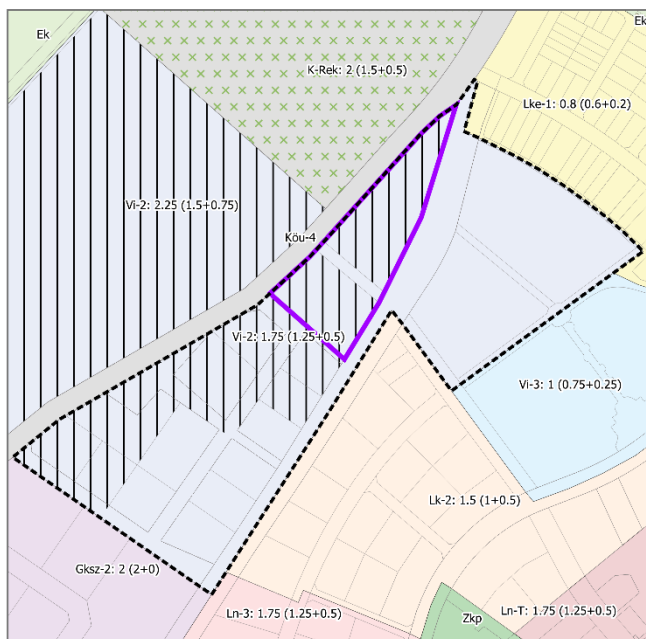 Ek
Ek
K-Rek: 2 (1.5+0.5)
Lke-1: 0.8 (0.6+0.2)
Vi-2: 2.25 (1.5+0.75)
Köu-4
Vi-2: 1.75 (1.25+0.5)
Vi-3: 1 (0.75+0.25)
Lk-2: 1.5 (1+0.5)
Gksz-2: 2 (2+0)
Ln-3: 1.75 (1.25+0.5)
Zkp
Ln-T: 1.75 (1.25+0.5)